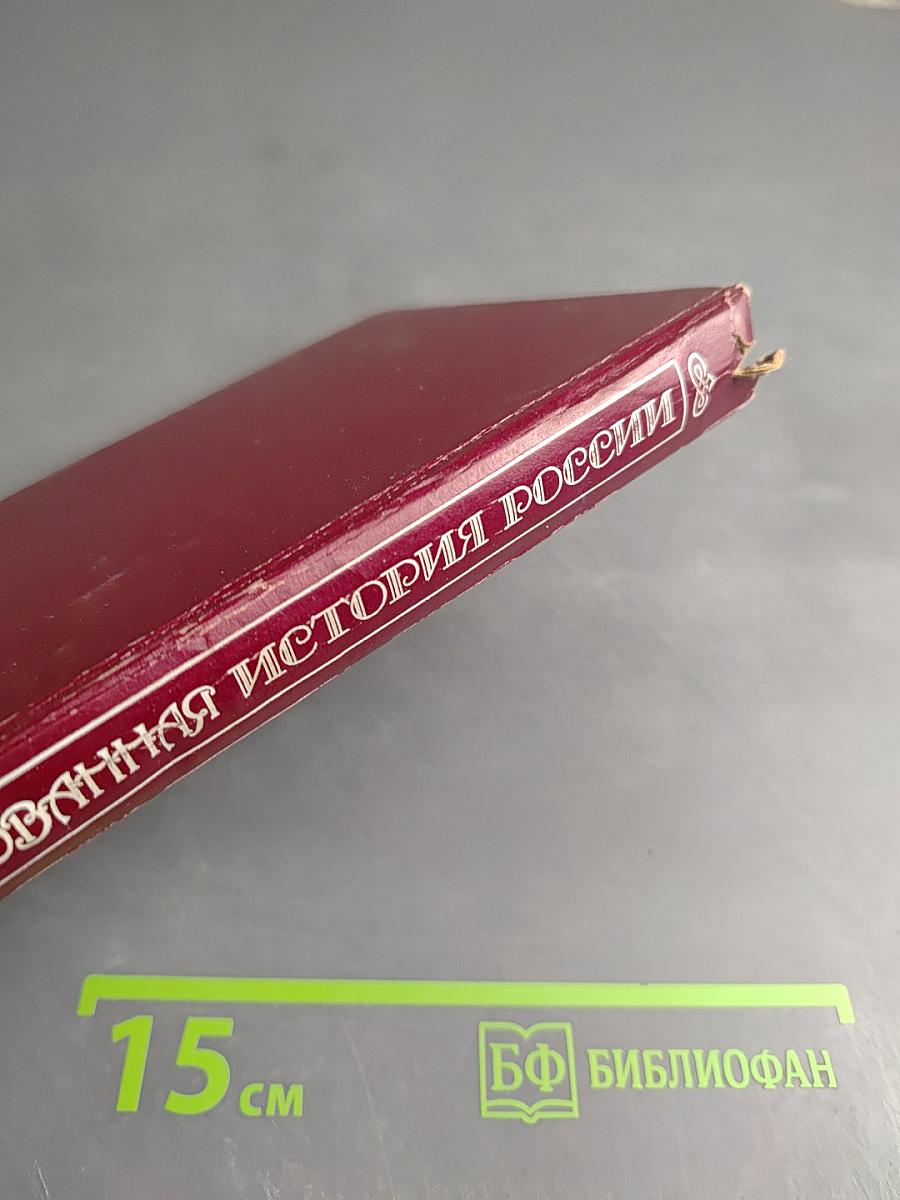 ОВАННАЯ ИСТОРИЯ РОССИИ
15 см
БФ БИБЛИОФАН